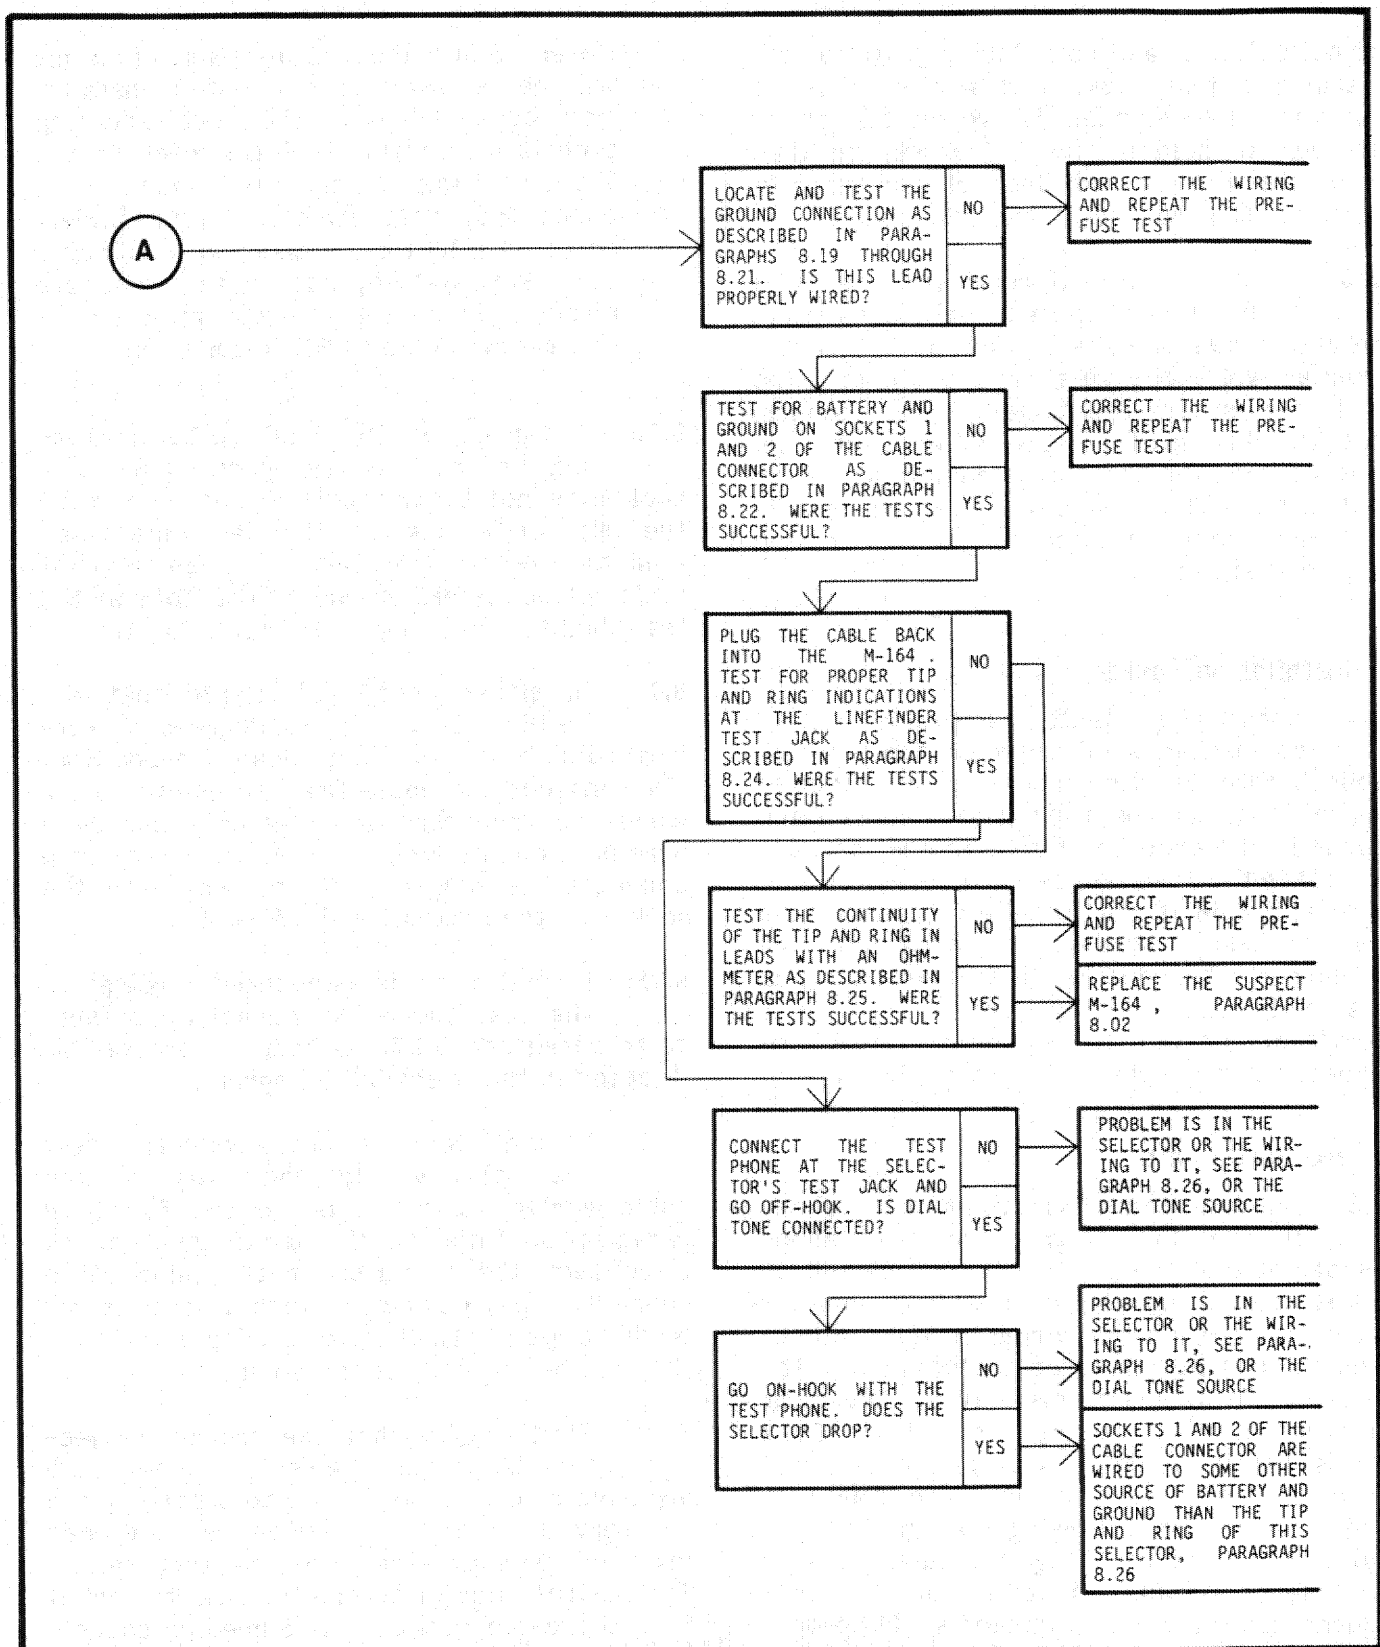 A
LOCATE AND TEST THE
GROUND CONNECTION AS
DESCRIBED IN PARA-
GRAPHS 8.19 THROUGH
8.21. IS THIS LEAD
PROPERLY WIRED?
NO
YES
CORRECT THE WIRING
AND REPEAT THE PRE-
FUSE TEST
TEST FOR BATTERY AND
GROUND ON SOCKETS 1
AND 2 OF THE CABLE
CONNECTOR AS DE-
SCRIBED IN PARAGRAPH
8.22. WERE THE TESTS
SUCCESSFUL?
NO
YES
CORRECT THE WIRING
AND REPEAT THE PRE-
FUSE TEST
PLUG THE CABLE BACK
INTO THE M-164 .
TEST FOR PROPER TIP
AND RING INDICATIONS
AT THE LINEFINDER
TEST JACK AS DE-
SCRIBED IN PARAGRAPH
8.24. WERE THE TESTS
SUCCESSFUL?
NO
YES
TEST THE CONTINUITY
OF THE TIP AND RING IN
LEADS WITH AN OHM-
METER AS DESCRIBED IN
PARAGRAPH 8.25. WERE
THE TESTS SUCCESSFUL?
NO
YES
CORRECT THE WIRING
AND REPEAT THE PRE-
FUSE TEST
REPLACE THE SUSPECT
M-164 , PARAGRAPH
8.02
CONNECT THE TEST
PHONE AT THE SELEC-
TOR'S TEST JACK AND
GO OFF-HOOK. IS DIAL
TONE CONNECTED?
NO
YES
PROBLEM IS IN THE
SELECTOR OR THE WIR-
ING TO IT, SEE PARA-
GRAPH 8.26, OR THE
DIAL TONE SOURCE
GO ON-HOOK WITH THE
TEST PHONE. DOES THE
SELECTOR DROP?
NO
YES
PROBLEM IS IN THE
SELECTOR OR THE WIR-
ING TO IT, SEE PARA-
GRAPH 8.26, OR THE
DIAL TONE SOURCE
SOCKETS 1 AND 2 OF THE
CABLE CONNECTOR ARE
WIRED TO SOME OTHER
SOURCE OF BATTERY AND
GROUND THAN THE TIP
AND RING OF THIS
SELECTOR, PARAGRAPH
8.26